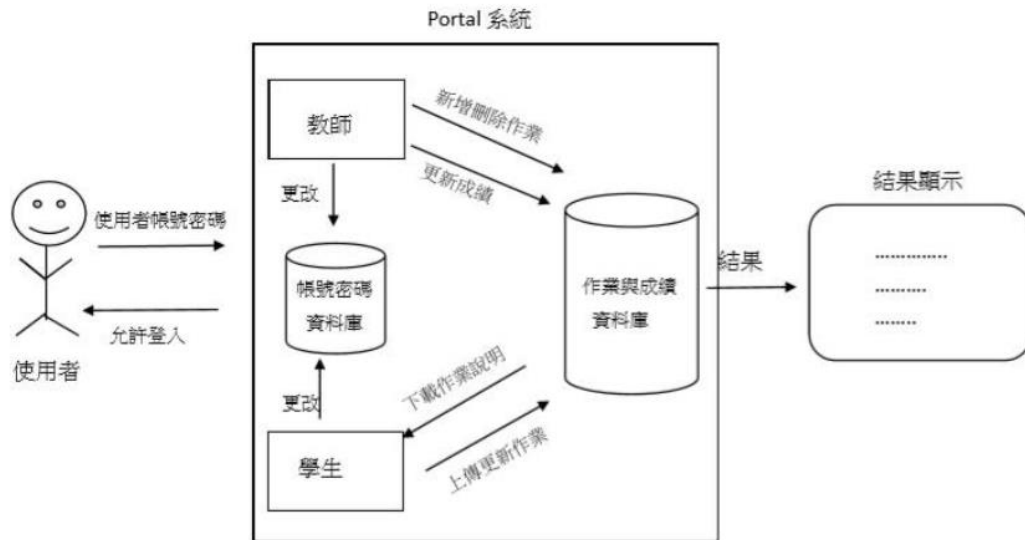 Portal 系統
教師
新增刪除作業
更新成績
更改
使用者帳號密碼
允許登入
使用者
帳號密碼
資料庫
作業與成績
資料庫
結果
結果顯示
..............
...........
........
更改
下載作業說明
上傳更新作業
學生